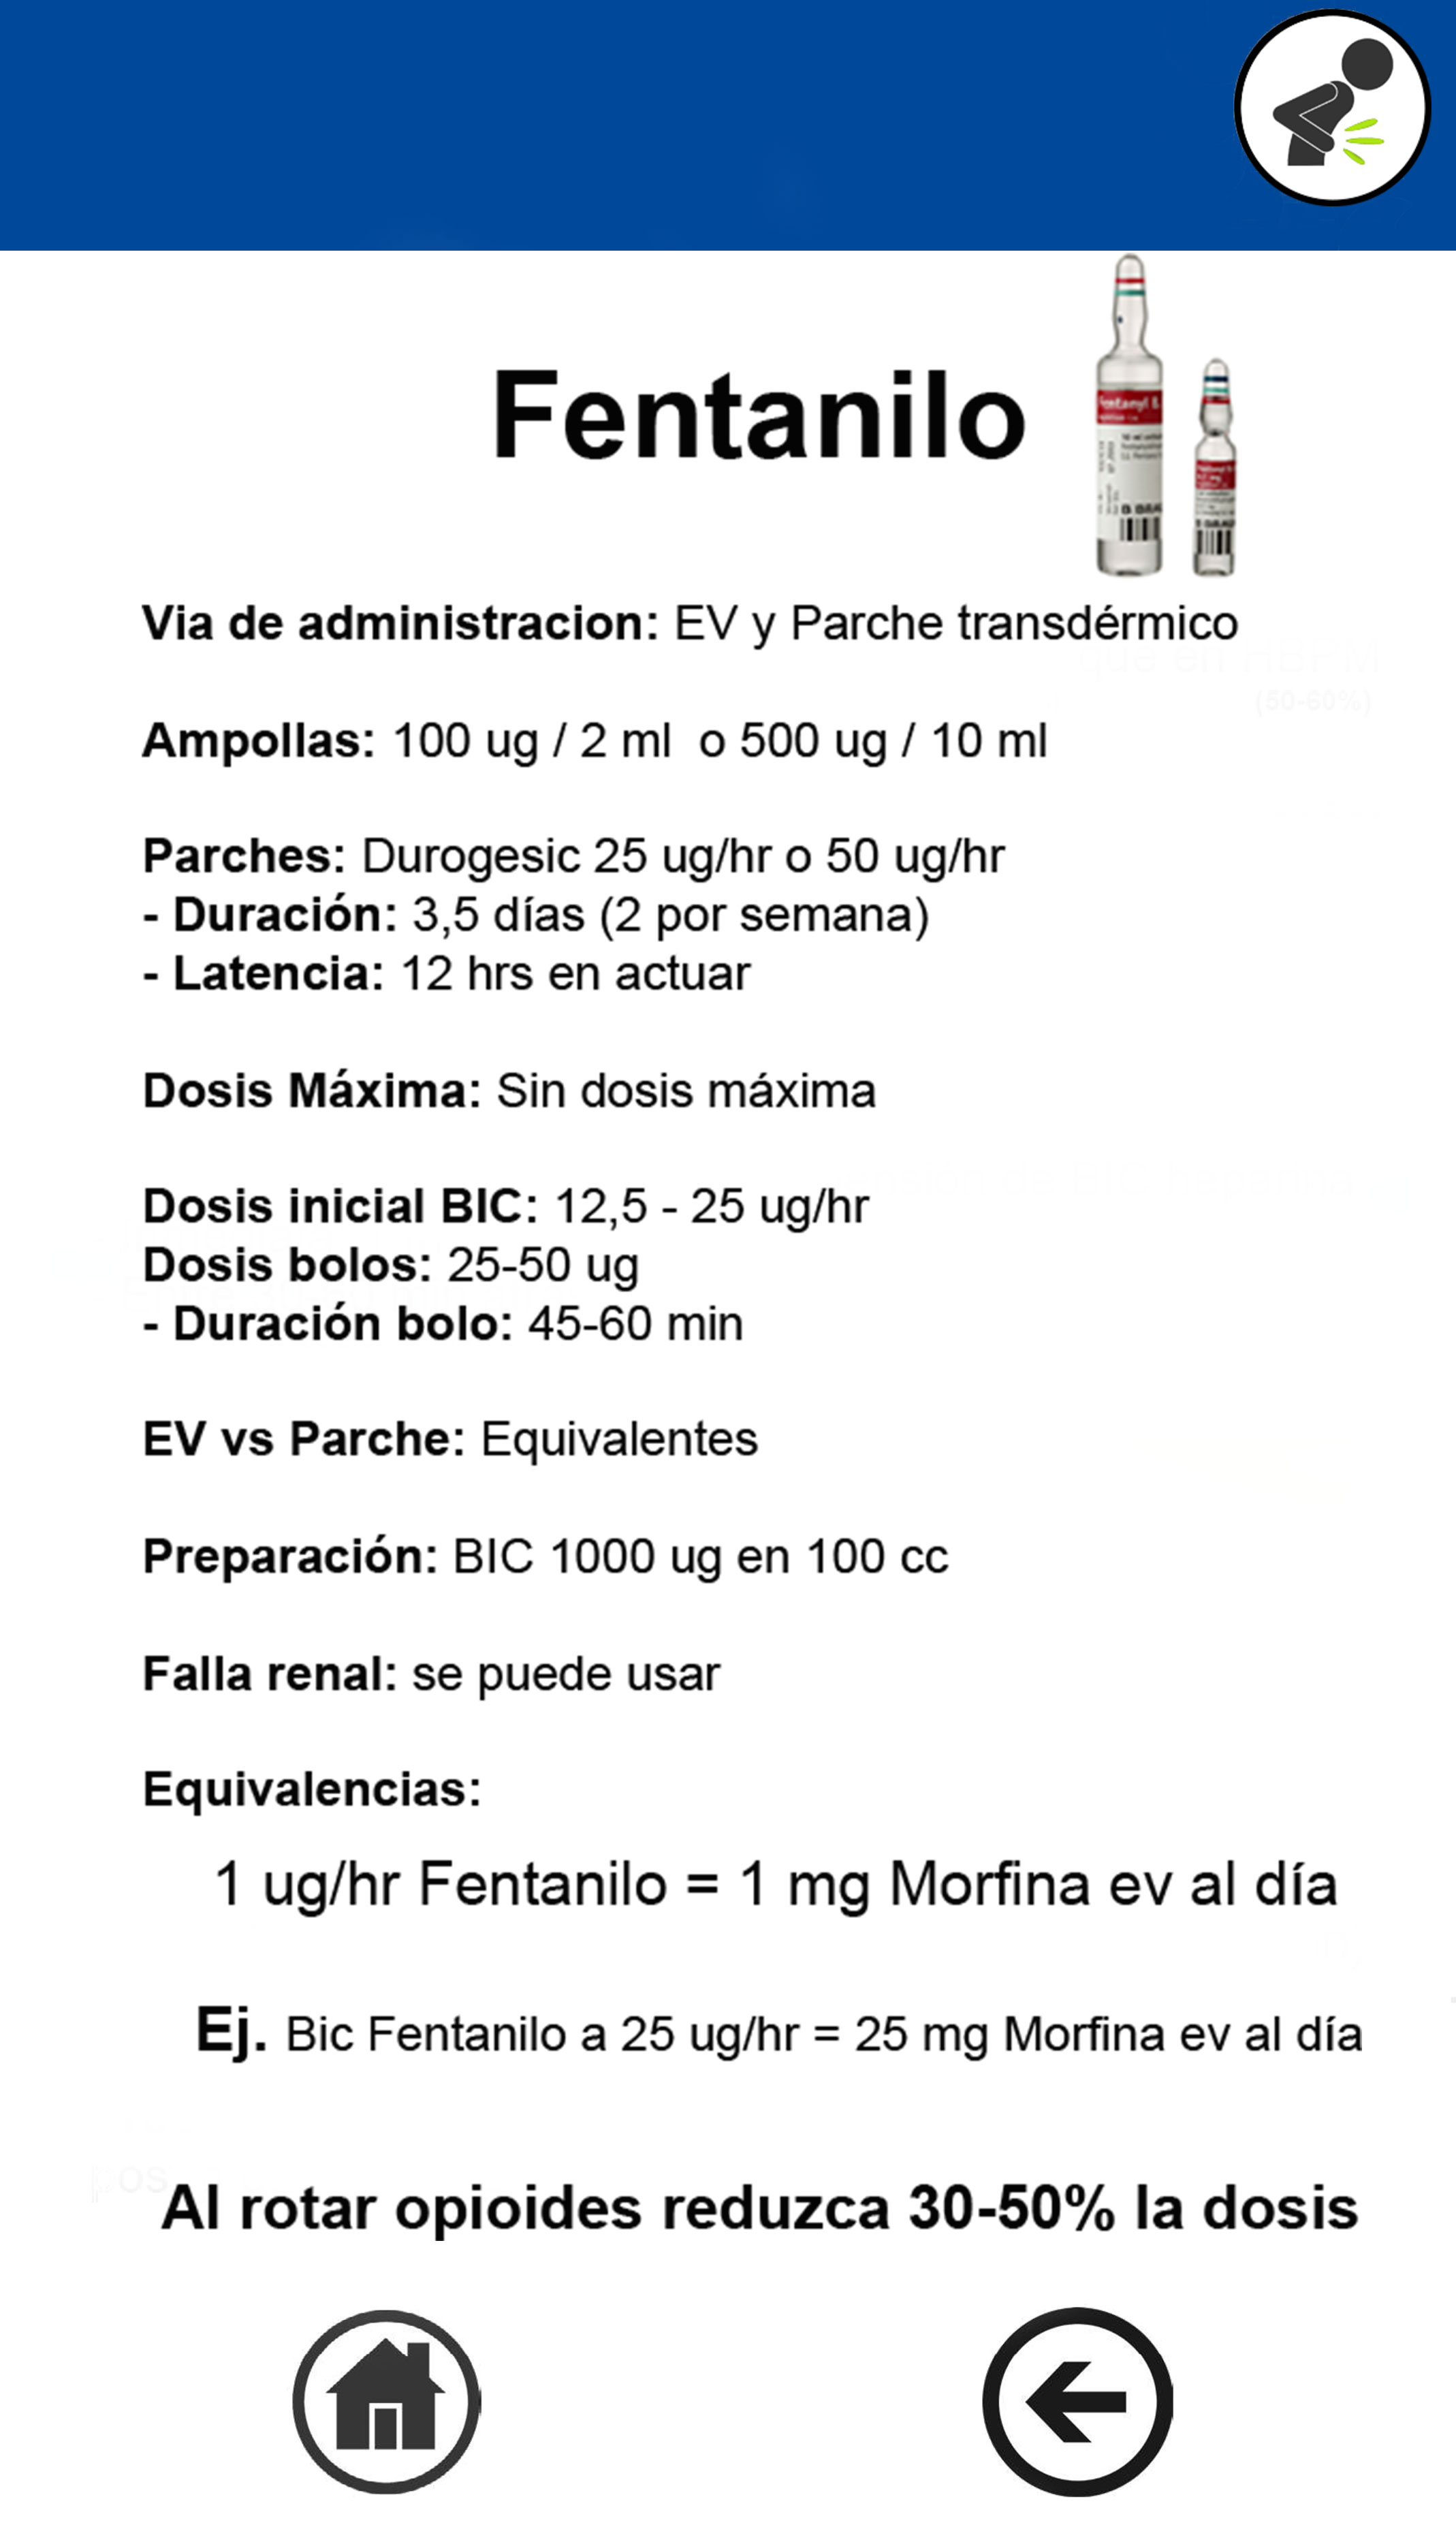 Fentanilo
Fentanyl B.
B BRAU
B BRAU
Via de administracion: EV y Parche transdérmico
(50-60%)
Ampollas: 100 ug / 2 ml o 500 ug / 10 ml
Parches: Durogesic 25 ug/hr o 50 ug/hr
- Duración: 3,5 días (2 por semana)
- Latencia: 12 hrs en actuar
Dosis Máxima: Sin dosis máxima
Dosis inicial BIC: 12,5 - 25 ug/hr
Dosis bolos: 25-50 ug
- Duración bolo: 45-60 min
EV vs Parche: Equivalentes
Preparación: BIC 1000 ug en 100 cc
Falla renal: se puede usar
Equivalencias:
1 ug/hr Fentanilo = 1 mg Morfina ev al día
Ej. Bic Fentanilo a 25 ug/hr = 25 mg Morfina ev al día
Al rotar opioides reduzca 30-50% la dosis